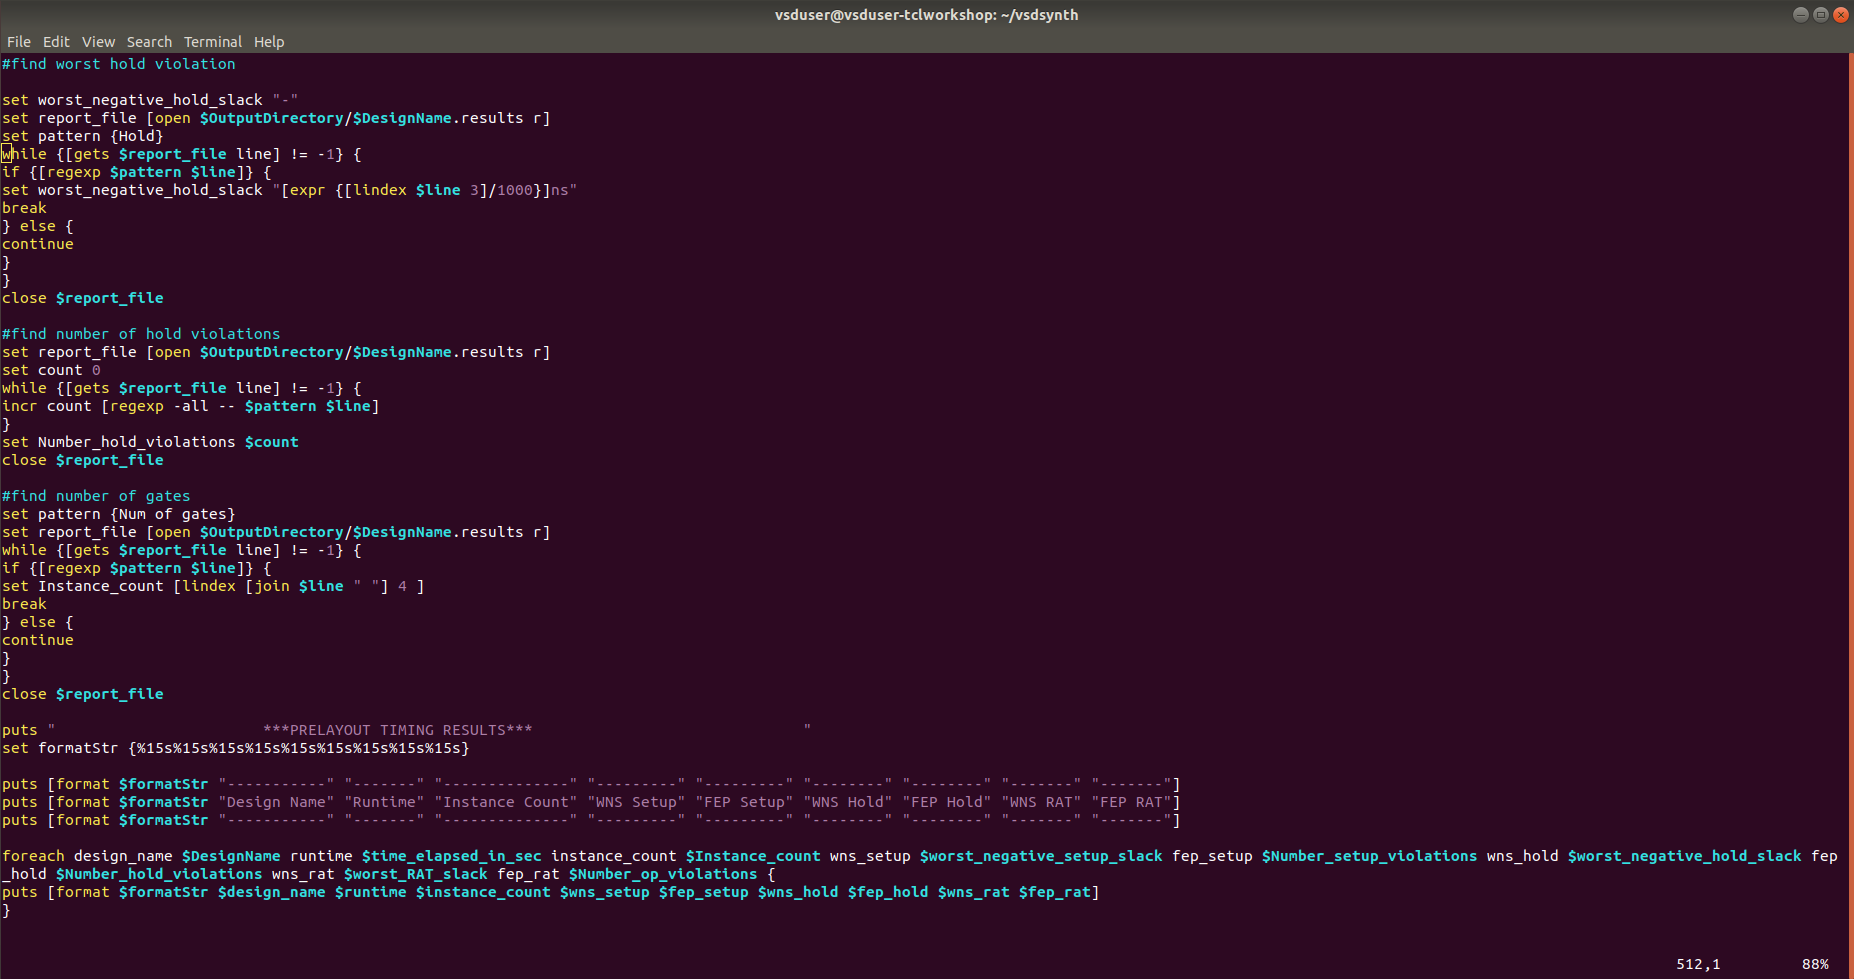 vsduser@vsduser-tclworkshop: ~/vsdsynth
File Edit View Search Terminal Help
#find worst hold violation
set worst_negative_hold_slack "-"
set report_file [open $OutputDirectory/$DesignName.results r]
set pattern {Hold}
while {[gets $report_file line] != -1} {
if {[regexp $pattern $line]} {
set worst_negative_hold_slack "[expr {[lindex $line 3]/1000}]ns"
break
} else {
continue
}
}
close $report_file
#find number of hold violations
set report_file [open $OutputDirectory/$DesignName.results r]
set count 0
while {[gets $report_file line] != -1} {
incr count [regexp -all -- $pattern $line]
}
set Number_hold_violations $count
close $report_file
#find number of gates
set pattern {Num of gates}
set report_file [open $OutputDirectory/$DesignName.results r]
while {[gets $report_file line] != -1} {
if {[regexp $pattern $line]} {
set Instance_count [lindex [join $line " "] 4 ]
break
} else {
continue
}
}
close $report_file
puts "                       ***PRELAYOUT TIMING RESULTS***                              "
set formatStr {%15s%15s%15s%15s%15s%15s%15s%15s%15s}
puts [format $formatStr "-----------" "-------" "--------------" "---------" "---------" "--------" "--------" "-------" "-------"]
puts [format $formatStr "Design Name" "Runtime" "Instance Count" "WNS Setup" "FEP Setup" "WNS Hold" "FEP Hold" "WNS RAT" "FEP RAT"]
puts [format $formatStr "-----------" "-------" "--------------" "---------" "---------" "--------" "--------" "-------" "-------"]
foreach design_name $DesignName runtime $time_elapsed_in_sec instance_count $Instance_count wns_setup $worst_negative_setup_slack fep_setup $Number_setup_violations wns_hold $worst_negative_hold_slack fep
_hold $Number_hold_violations wns_rat $worst_RAT_slack fep_rat $Number_op_violations {
puts [format $formatStr $design_name $runtime $instance_count $wns_setup $fep_setup $wns_hold $fep_hold $wns_rat $fep_rat]
}
512,1 88%